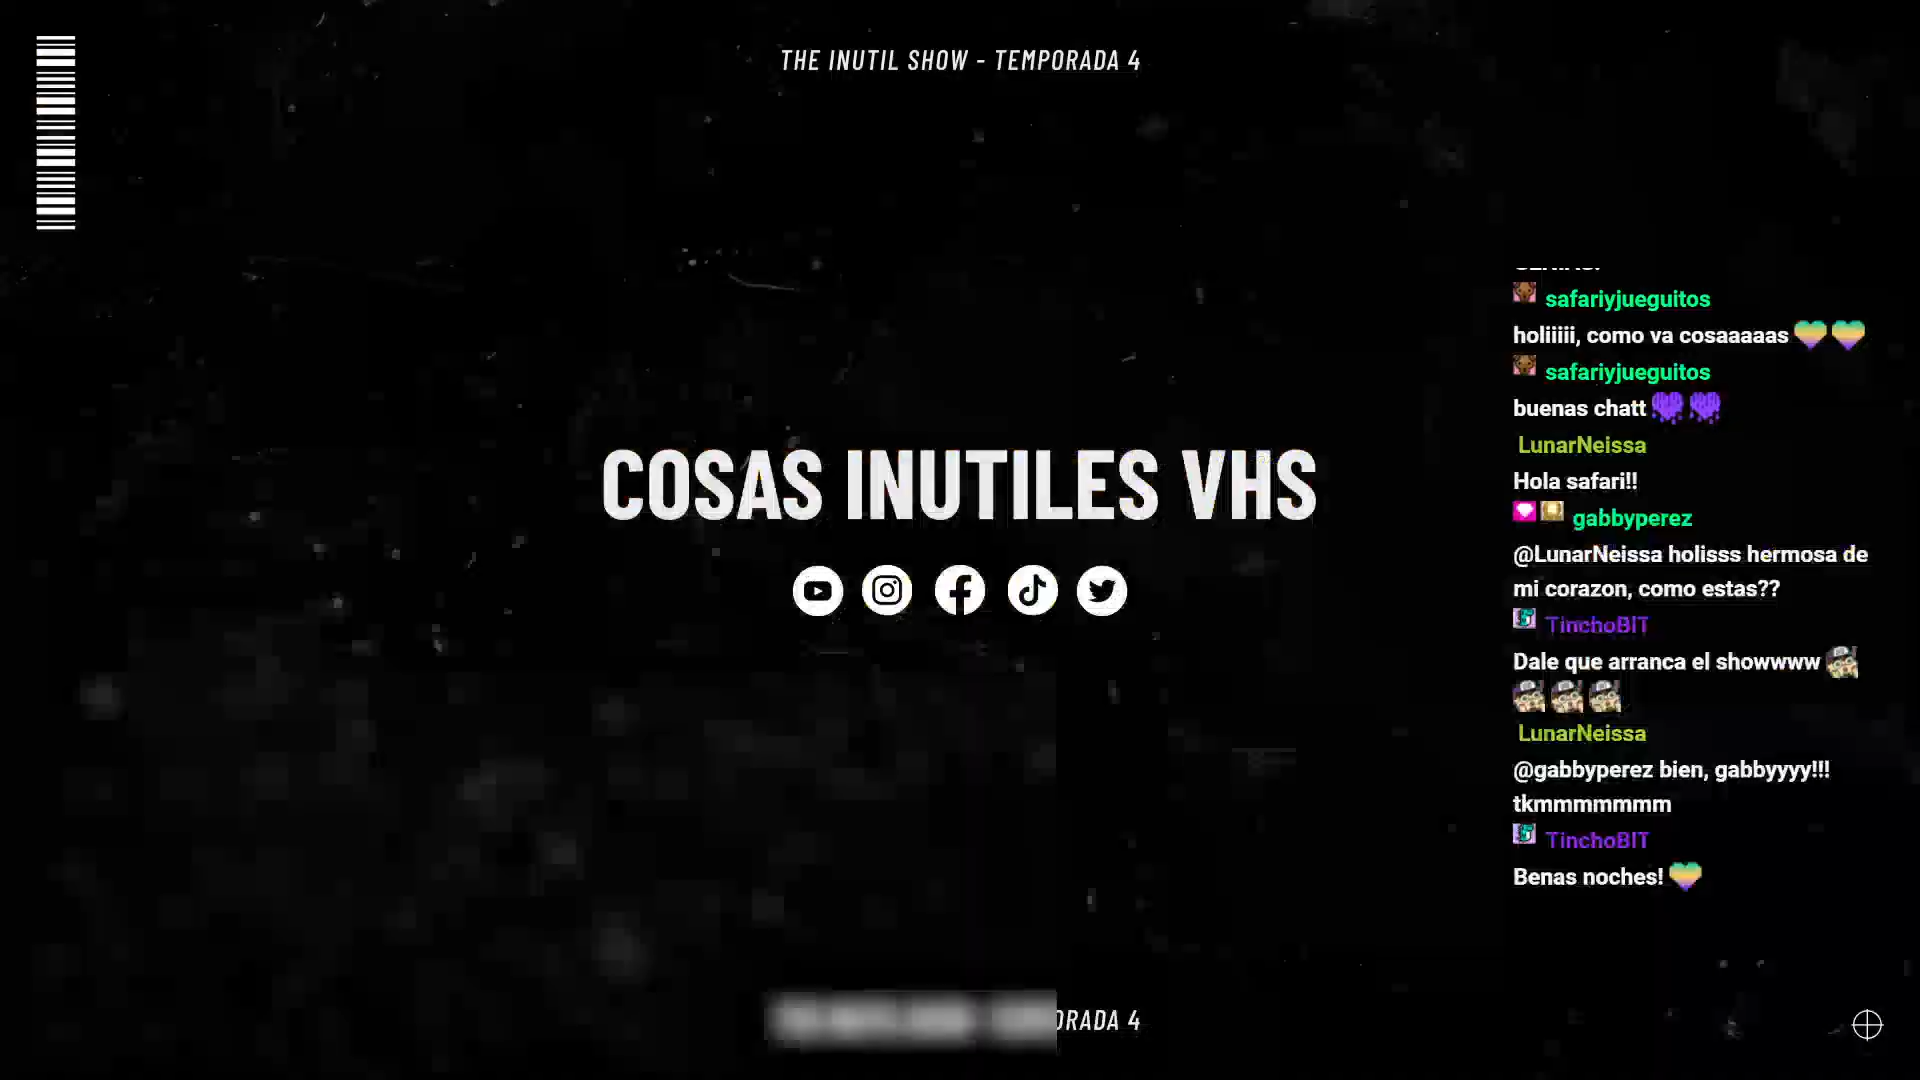 THE INUTIL SHOW - TEMPORADA 4
safariyjueguitos
holiiiii, como va cosaaaaas
safariyjueguitos
buenas chatt
LunarNeissa
Hola safari!!
gabbyperez
@LunarNeissa holisss hermosa de
mi corazon, como estas??
TinchoBIT
Dale que arranca el showwww
LunarNeissa
@gabbyperez bien, gabbyyyy!!!
tkmmmmmmm
TinchoBIT
Benas noches!
COSAS INUTILES VHS
ORADA 4